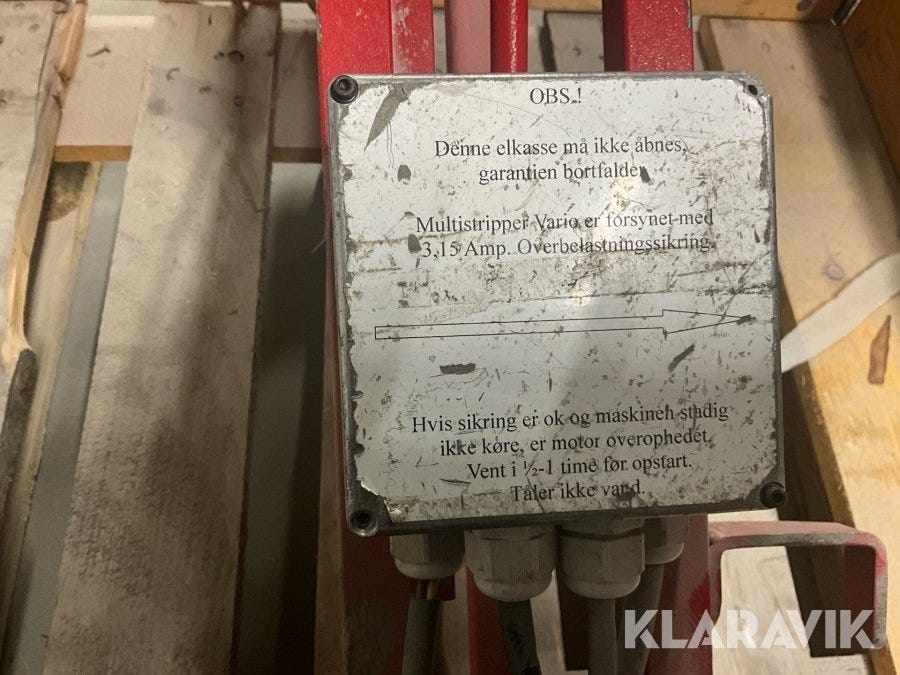 OBS.!
Denne elkasse må ikke åbnes,
garantien bortfalder
Multistripper Vario er forsynet med
3,15 Amp. Overbelastningssikring.
Hvis sikring er ok og maskineh stadig
ikke køre, er motor overophedet.
Vent i ½-1 time før opstart.
Tåler ikke vand.
KLARAVIK